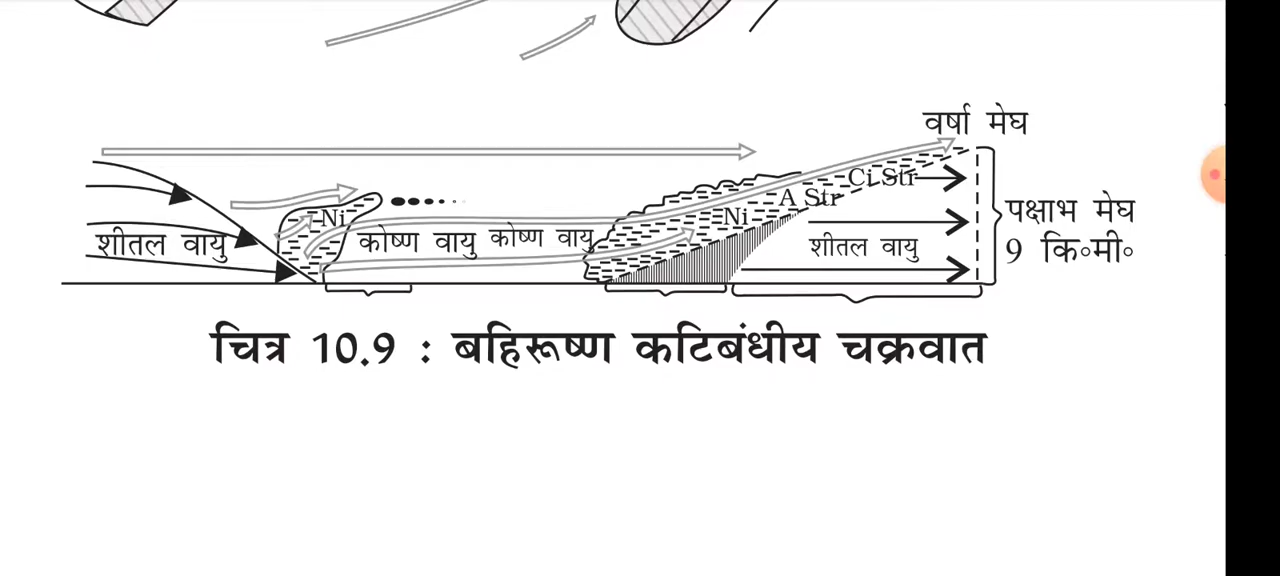 वर्षा मेघ
Ci Str
A Str
Ni
Ni
पक्षाभ मेघ
9 कि॰मी॰
शीतल वायु
कोष्ण वायु
कोष्ण वायु
शीतल वायु
चित्र 10.9 : बहिरूष्ण कटिबंधीय चक्रवात